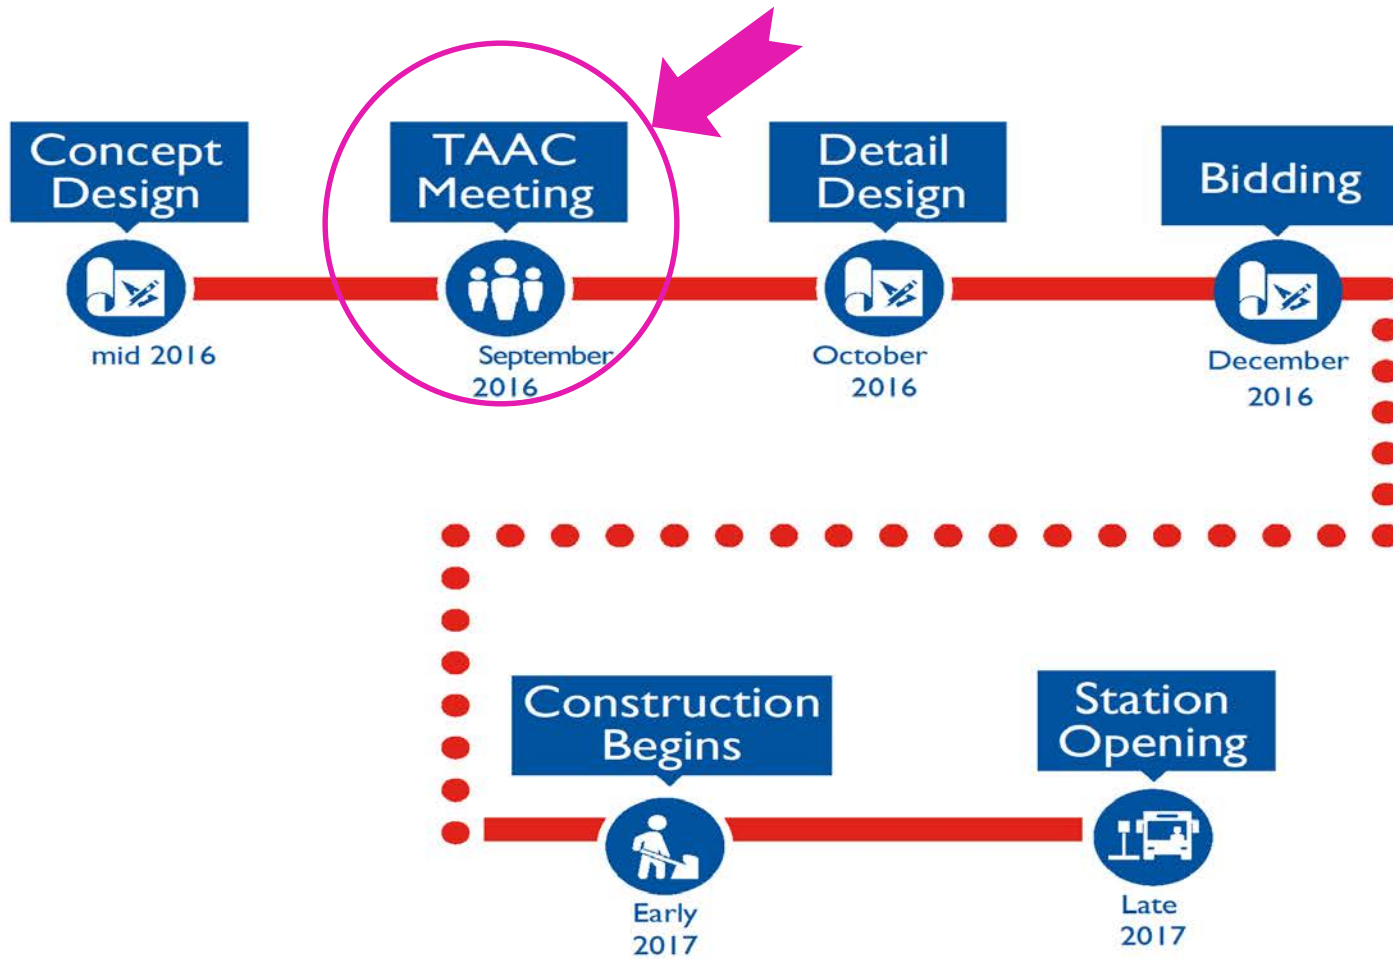 Concept
Design
mid 2016
TAAC
Meeting
September
2016
Detail
Design
October
2016
Bidding
December
2016
Construction
Begins
Early
2017
Station
Opening
Late
2017